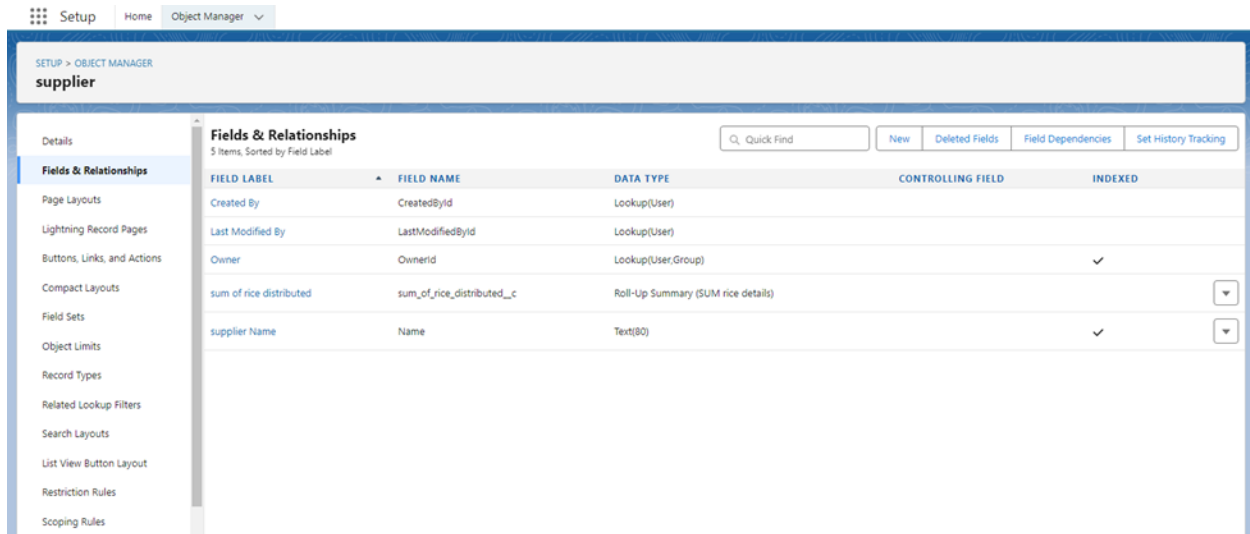 Setup Home Object Manager
SETUP > OBJECT MANAGER
supplier
Details
Fields & Relationships
Page Layouts
Lightning Record Pages
Buttons, Links, and Actions
Compact Layouts
Field Sets
Object Limits
Record Types
Related Lookup Filters
Search Layouts
List View Button Layout
Restriction Rules
Scoping Rules
Fields & Relationships
5 Items, Sorted by Field Label
Quick Find New Deleted Fields Field Dependencies Set History Tracking
FIELD LABEL FIELD NAME DATA TYPE CONTROLLING FIELD INDEXED
Created By CreatedById Lookup(User)
Last Modified By LastModifiedById Lookup(User)
Owner OwnerId Lookup(User,Group)
sum of rice distributed sum_of_rice_distributed__c Roll-Up Summary (SUM rice details)
supplier Name Name Text(80)